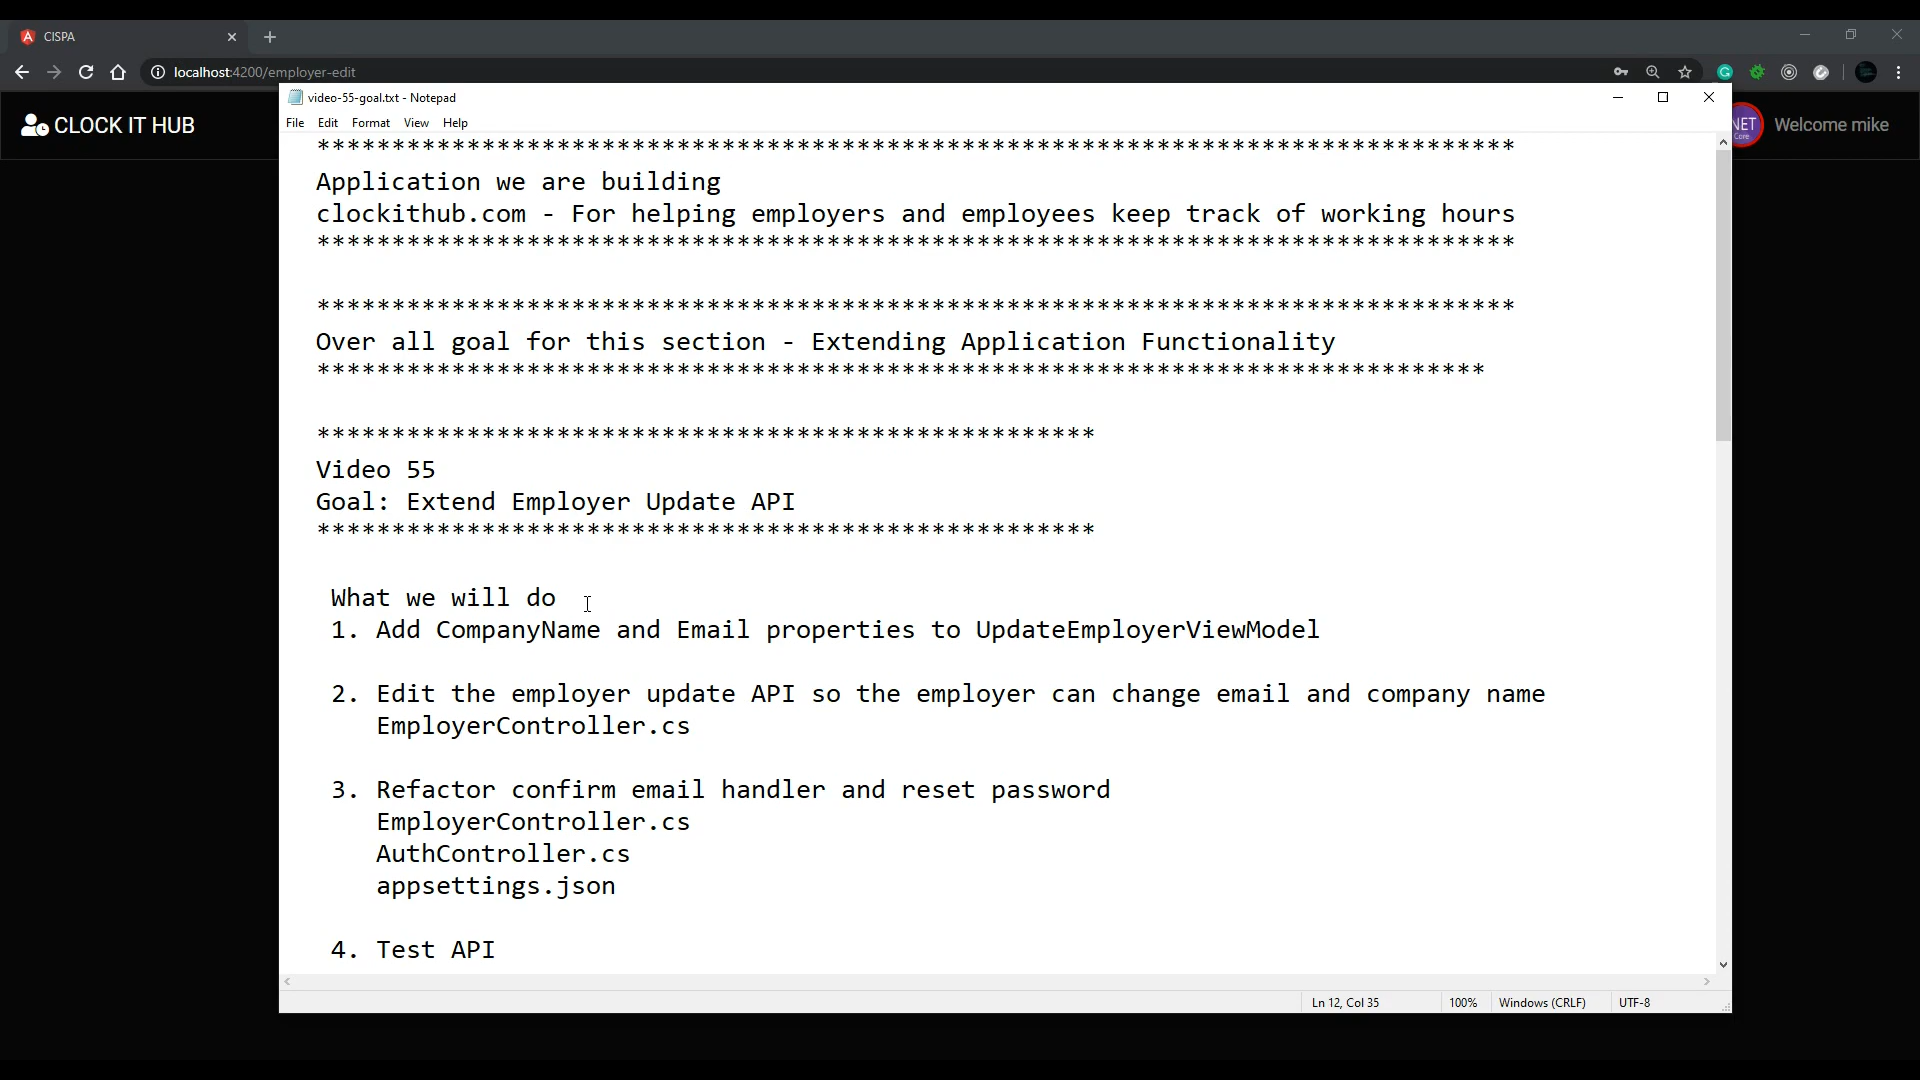 CISPA
localhost:4200/employer-edit
video-55-goal.txt - Notepad
File Edit Format View Help
CLOCK IT HUB
NET
Core
Welcome mike
********************************************************************************
Application we are building
clockithub.com - For helping employers and employees keep track of working hours
********************************************************************************
********************************************************************************
Over all goal for this section - Extending Application Functionality
******************************************************************************
****************************************************
Video 55
Goal: Extend Employer Update API
****************************************************
What we will do
1. Add CompanyName and Email properties to UpdateEmployerViewModel
2. Edit the employer update API so the employer can change email and company name
EmployerController.cs
3. Refactor confirm email handler and reset password
EmployerController.cs
AuthController.cs
appsettings.json
4. Test API
Ln 12, Col 35
100%
Windows (CRLF)
UTF-8